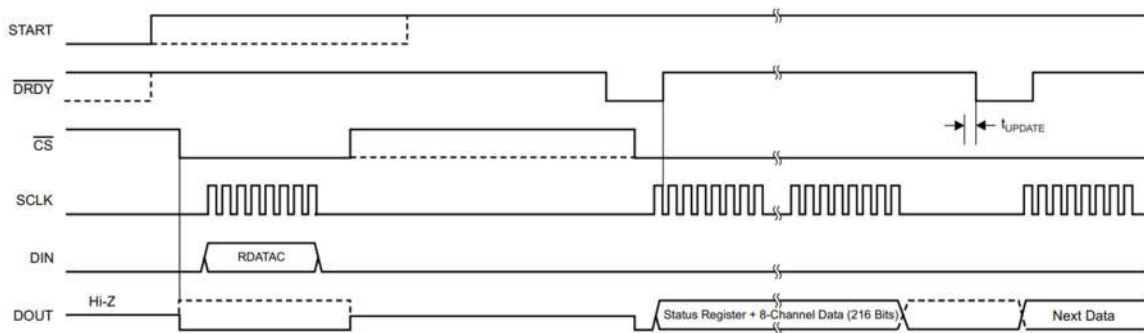 START
DRDY
tUPDATE
CS
SCLK
DIN
RDATAC
Hi-Z
DOUT
Status Register + 8-Channel Data (216 Bits)
Next Data